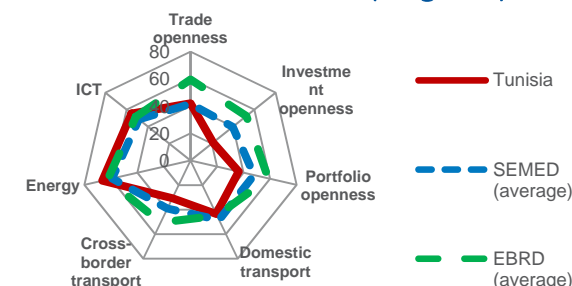 Trade
openness
80
60
40
20
0
ICT
Investme
nt
openness
Tunisia
Energy
Portfolio
openness
SEMED
(average)
Cross-
border
transport
Domestic
transport
EBRD
(average)